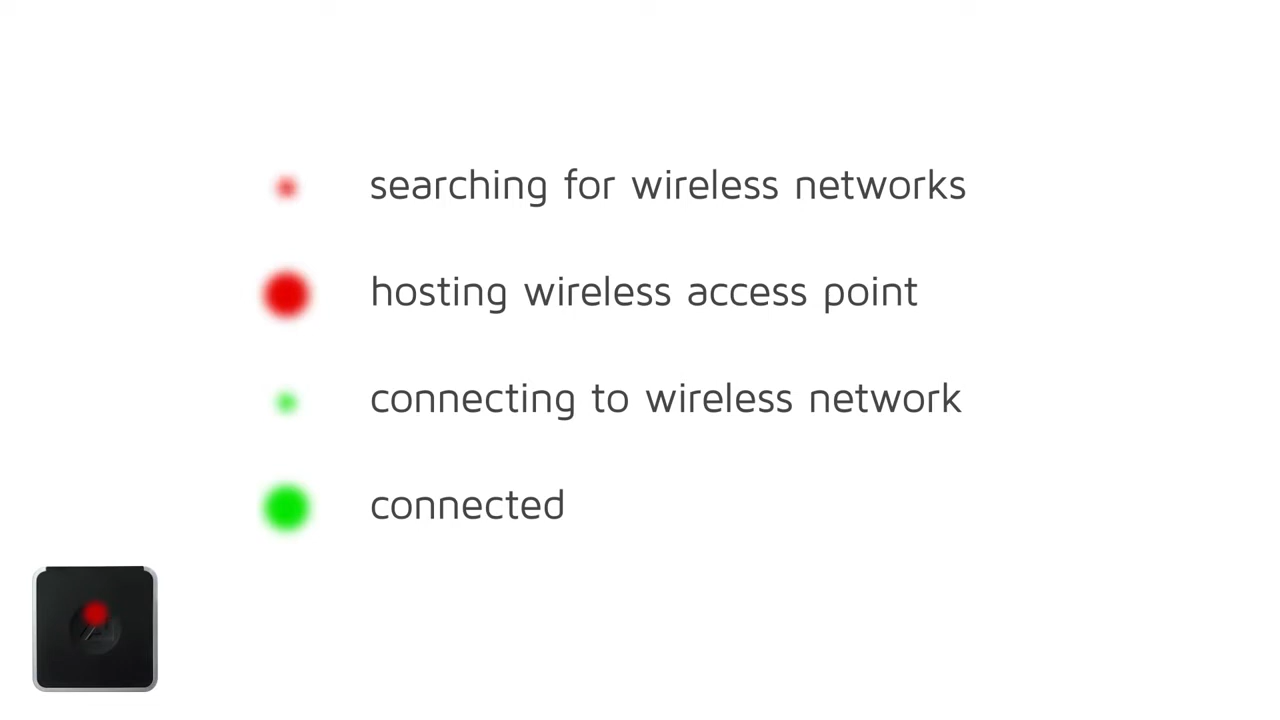 searching for wireless networks
hosting wireless access point
connecting to wireless network
connected